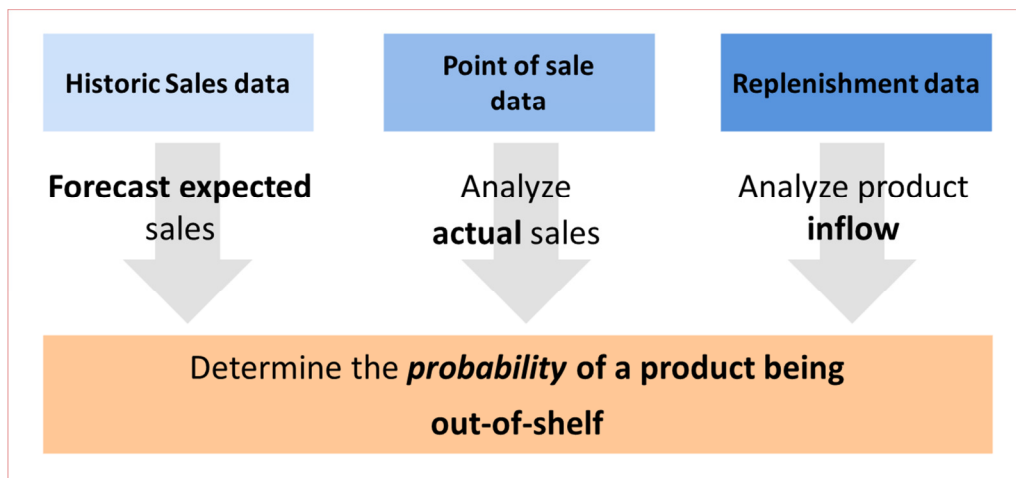 Historic Sales data
Point of sale
data
Replenishment data
Forecast expected
sales
Analyze
actual sales
Analyze product
inflow
Determine the probability of a product being
out-of-shelf